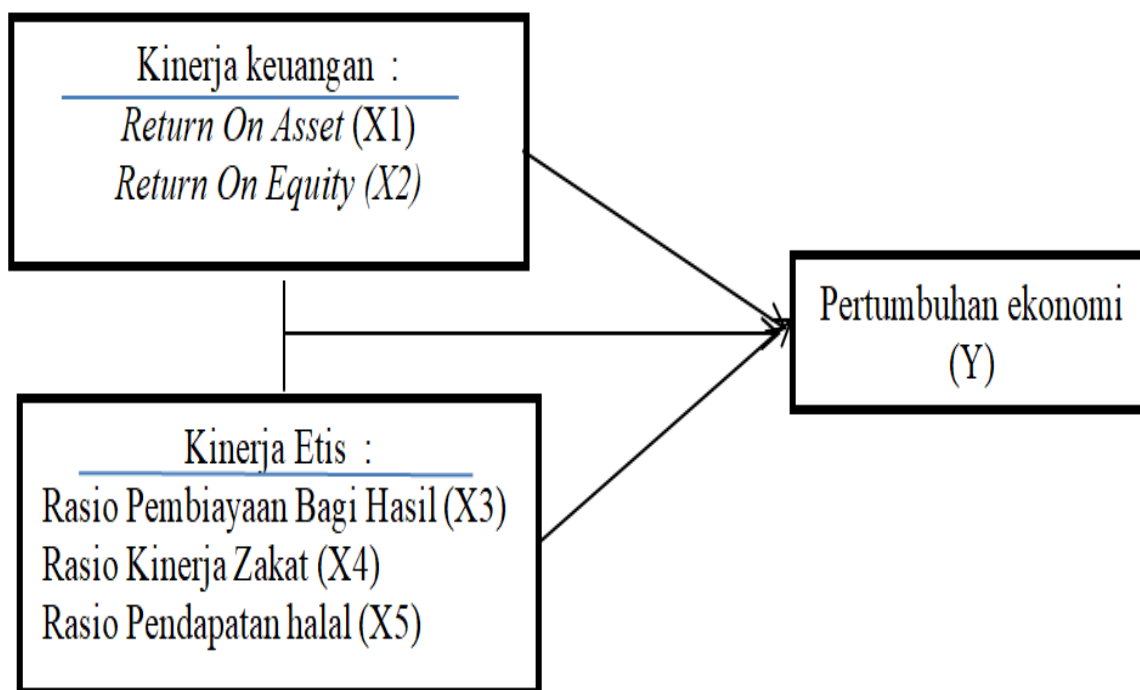 Kinerja keuangan :
Return On Asset (X1)
Return On Equity (X2)
Pertumbuhan ekonomi
(Y)
Kinerja Etis :
Rasio Pembiayaan Bagi Hasil (X3)
Rasio Kinerja Zakat (X4)
Rasio Pendapatan halal (X5)